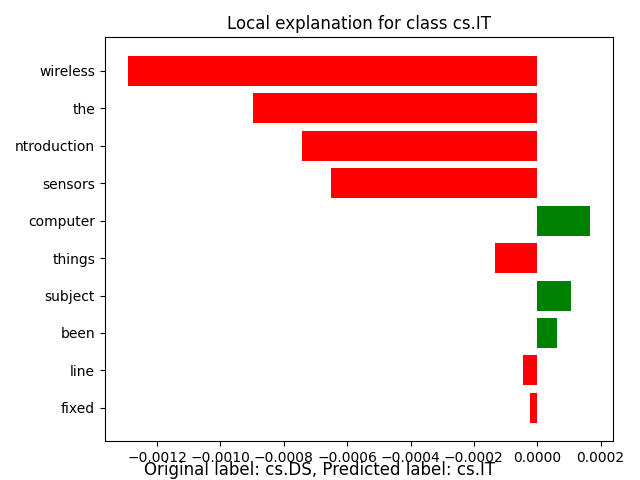 Local explanation for class cs.IT
wireless
the
ntroduction
sensors
computer
things
subject
been
line
fixed
−0.0012 −0.0010 −0.0008 −0.0006 −0.0004 −0.0002 0.0000 0.0002
Original label: cs.DS, Predicted label: cs.IT